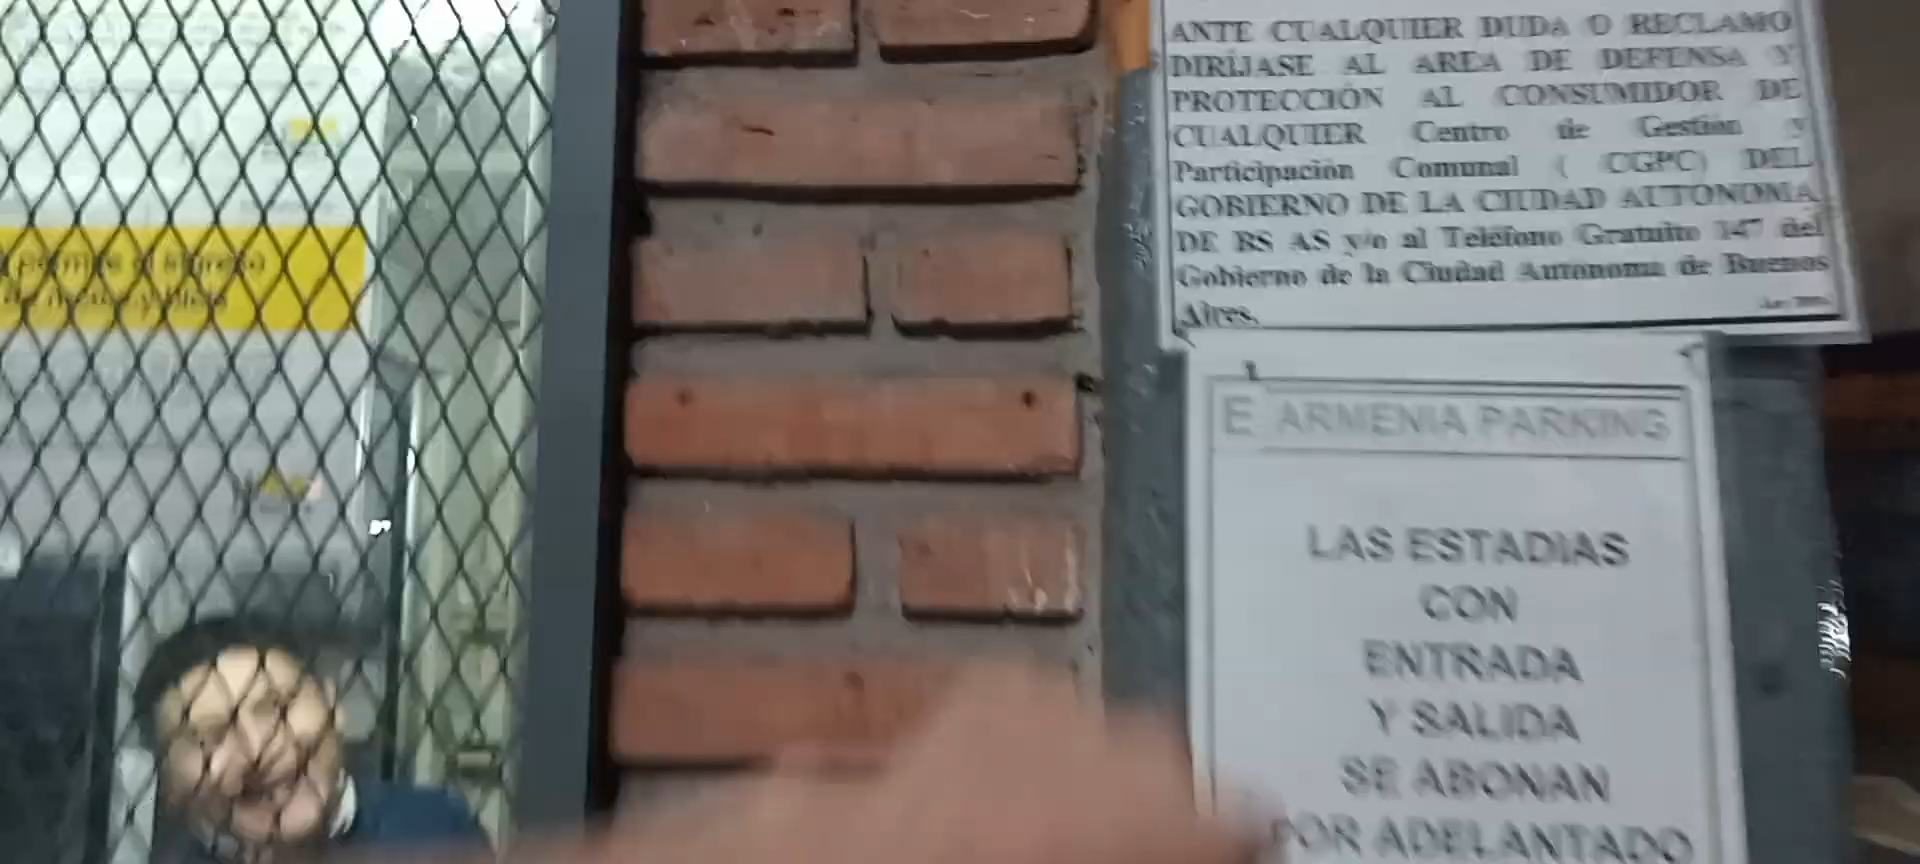 ANTE CUALQUIER DUDA O RECLAMO
DIRÍJASE AL AREA DE DEFENSA Y
PROTECCIÓN AL CONSUMIDOR DE
CUALQUIER Centro de Gestión y
Participación Comunal ( CGPC) DEL
GOBIERNO DE LA CIUDAD AUTONOMA
DE BS AS y/o al Teléfono Gratuito 147 del
Gobierno de la Ciudad Autonoma de Buenos
Aires.
E ARMENIA PARKING
LAS ESTADIAS
CON
ENTRADA
Y SALIDA
SE ABONAN
POR ADELANTADO